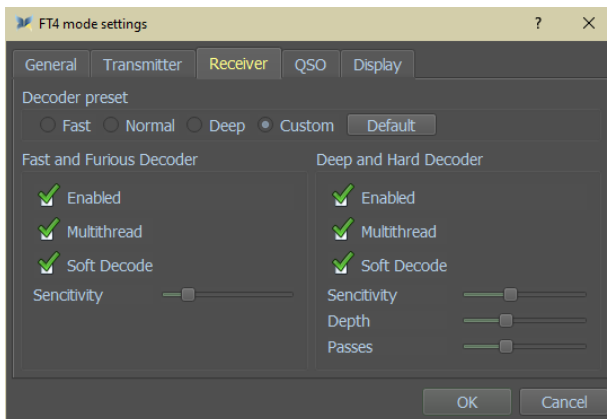 FT4 mode settings
General Transmitter Receiver QSO Display
Decoder preset
Fast Normal Deep Custom Default
Fast and Furious Decoder
Enabled
Multithread
Soft Decode
Sencitivity
Deep and Hard Decoder
Enabled
Multithread
Soft Decode
Sencitivity
Depth
Passes
OK Cancel